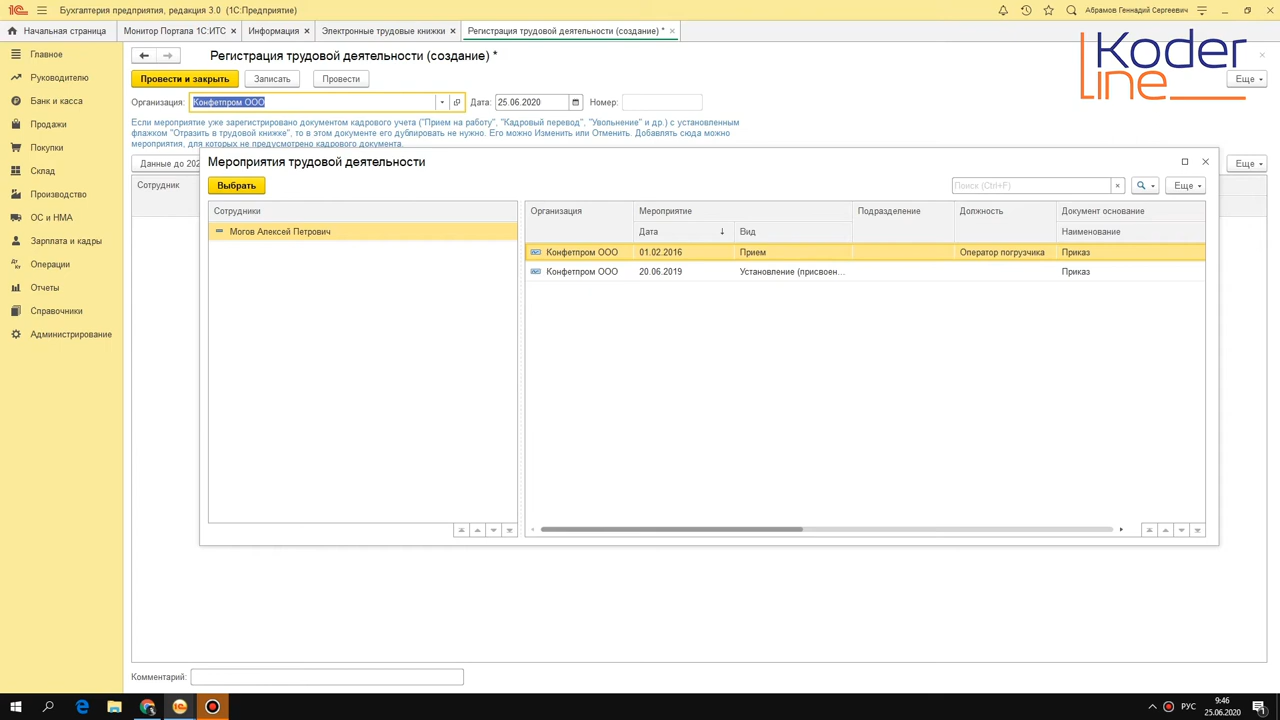 Бухгалтерия предприятия, редакция 3.0 (1С:Предприятие)
Абрамов Геннадий Сергеевич
Начальная страница
Монитор Портала 1С:ИТС ×
Информация ×
Электронные трудовые книжки ×
Регистрация трудовой деятельности (создание) * ×
Главное
Руководителю
Банк и касса
Продажи
Покупки
Склад
Производство
ОС и НМА
Зарплата и кадры
Операции
Отчеты
Справочники
Администрирование
Регистрация трудовой деятельности (создание) *
Koder
line
Провести и закрыть
Записать
Провести
Еще
Организация:
Конфетпром ООО
Дата:
25.06.2020
Номер:
Если мероприятие уже зарегистрировано документом кадрового учета ("Прием на работу", "Кадровый перевод", "Увольнение" и др.) с установленным
флажком "Отразить в трудовой книжке", то в этом документе его дублировать не нужно. Его можно Изменить или Отменить. Добавлять сюда можно
мероприятия, для которых не предусмотрено кадрового документа.
Данные до 202
Еще
Сотрудник
Мероприятия трудовой деятельности
Выбрать
Поиск (Ctrl+F)
Еще
Сотрудники
Могов Алексей Петрович
Организация
Мероприятие
Подразделение
Должность
Документ основание
Дата ↓
Вид
Наименование
Конфетпром ООО 01.02.2016 Прием Оператор погрузчика Приказ
Конфетпром ООО 20.06.2019 Установление (присвоен... Приказ
Комментарий:
РУС
9:46
25.06.2020
1